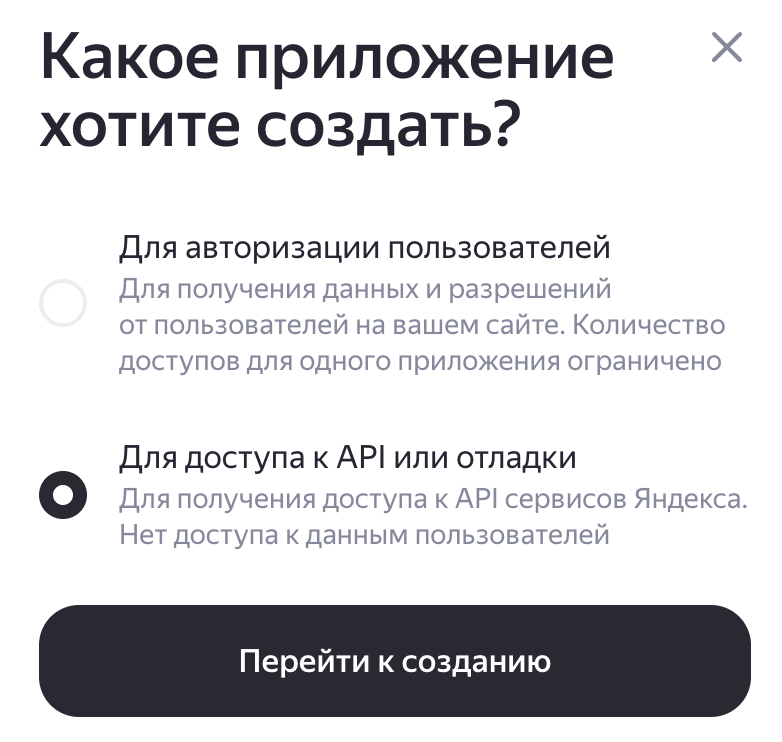 Какое приложение
хотите создать?
Для авторизации пользователей
Для получения данных и разрешений
от пользователей на вашем сайте. Количество
доступов для одного приложения ограничено
Для доступа к API или отладки
Для получения доступа к API сервисов Яндекса.
Нет доступа к данным пользователей
Перейти к созданию